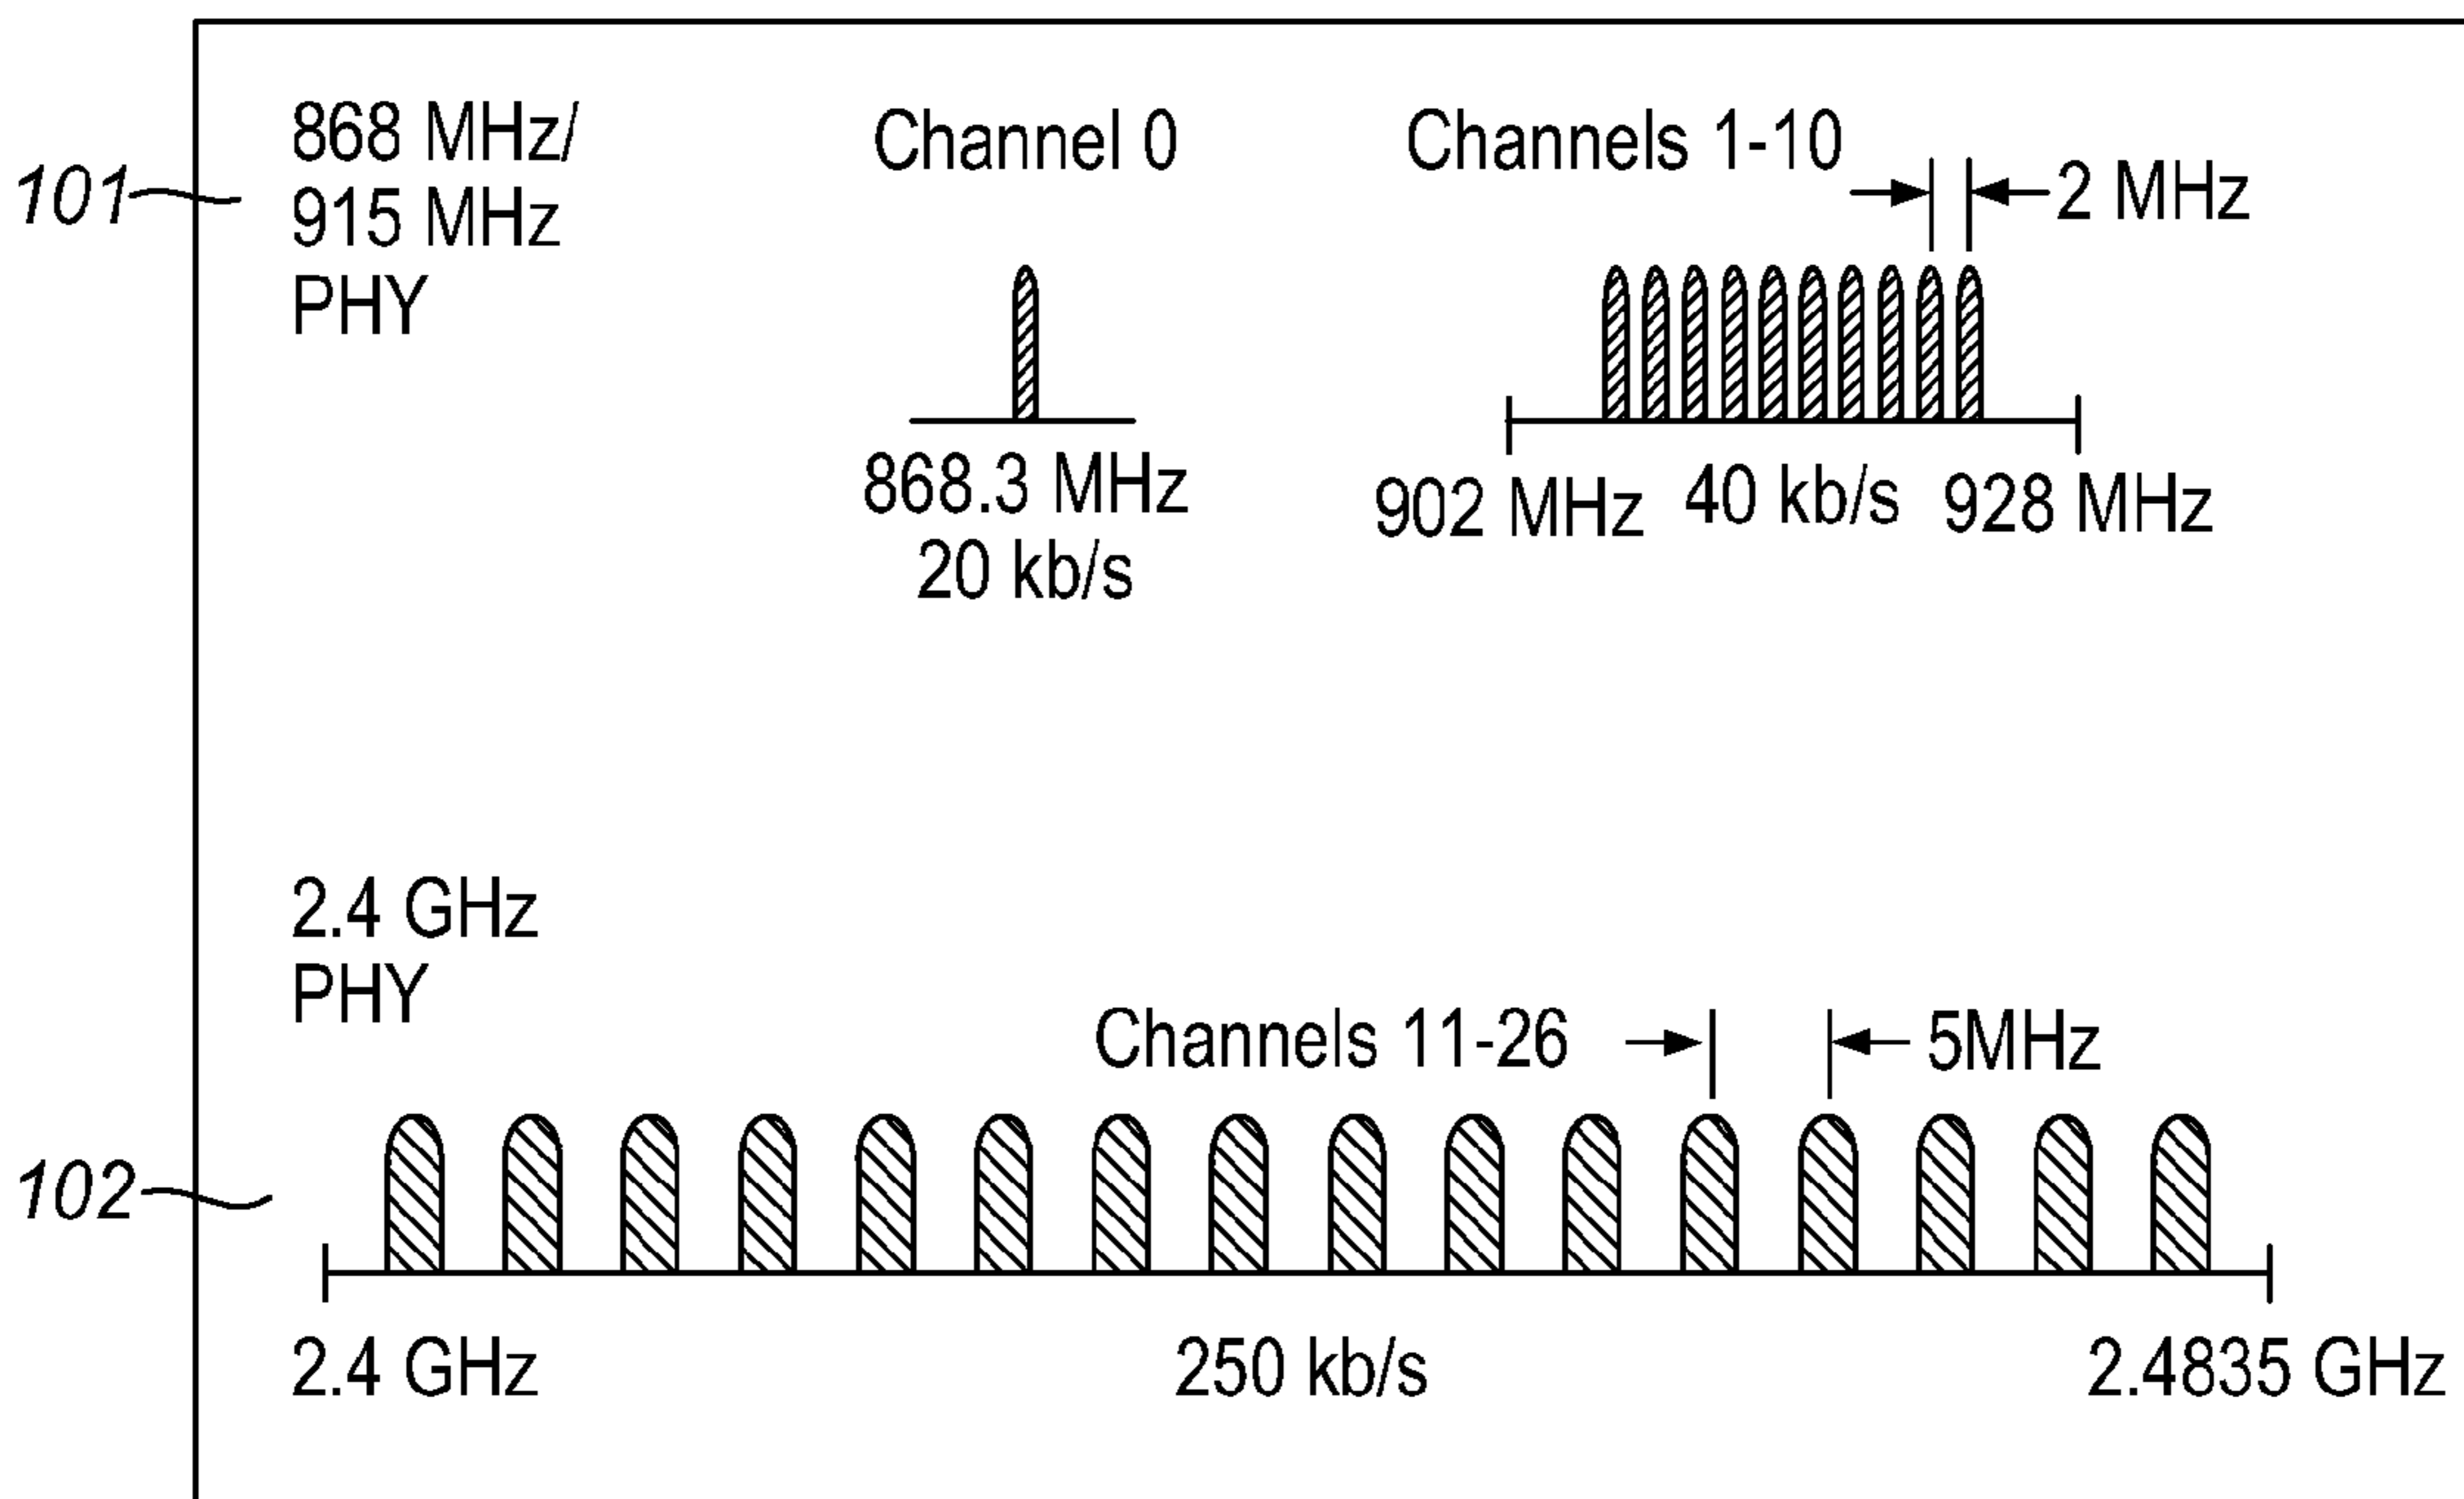 868 MHz/
915 MHz
PHY
101
Channel 0
868.3 MHz
20 kb/s
Channels 1-10
2 MHz
902 MHz
40 kb/s
928 MHz
2.4 GHz
PHY
Channels 11-26
5MHz
102
2.4 GHz
250 kb/s
2.4835 GHz